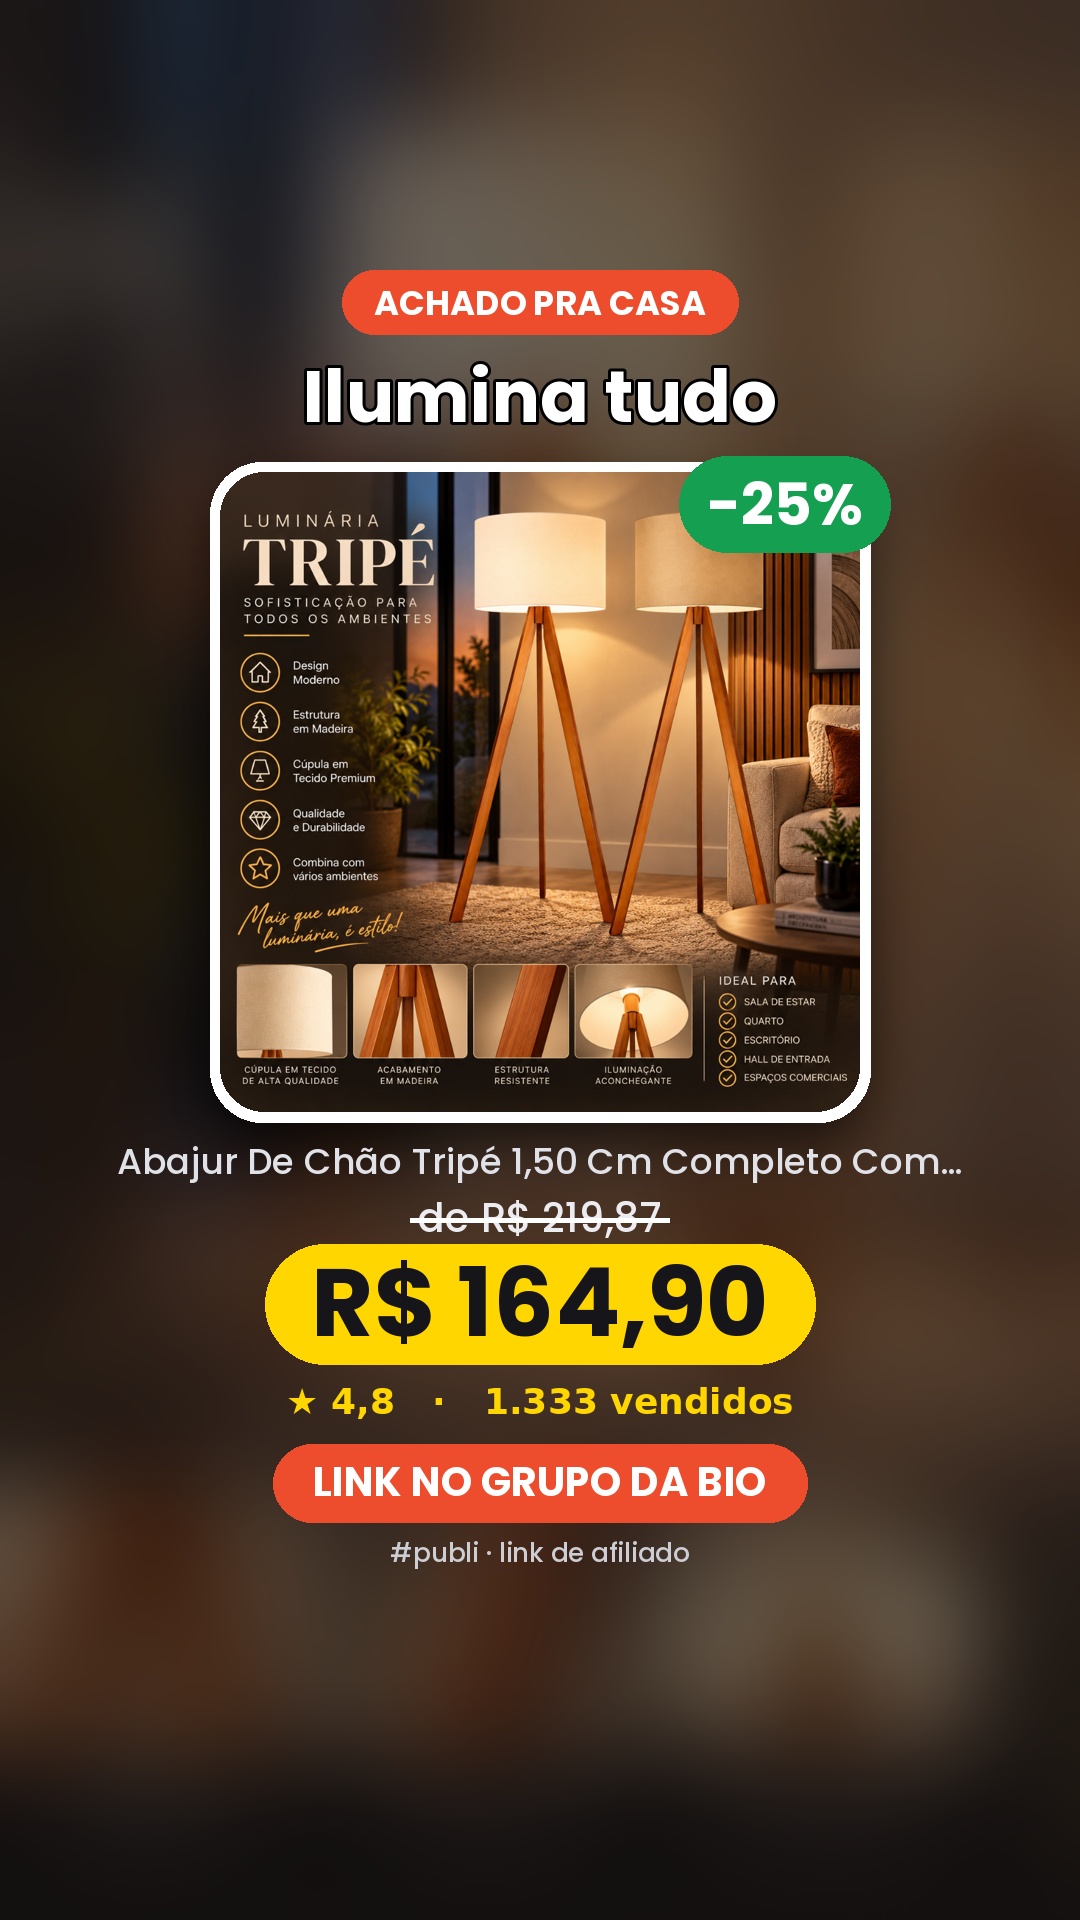 ACHADO PRA CASA
Ilumina tudo
-25%
LUMINÁRIA
TRIPÉ
SOFISTICAÇÃO PARA
TODOS OS AMBIENTES
Design
Moderno
Estrutura
em Madeira
Cúpula em
Tecido Premium
Qualidade
e Durabilidade
Combina com
vários ambientes
Mais que uma
luminária, é estilo!
CÚPULA EM TECIDO
DE ALTA QUALIDADE
ACABAMENTO
EM MADEIRA
ESTRUTURA
RESISTENTE
ILUMINAÇÃO
ACONCHEGANTE
IDEAL PARA
SALA DE ESTAR
QUARTO
ESCRITÓRIO
HALL DE ENTRADA
ESPAÇOS COMERCIAIS
Abajur De Chão Tripé 1,50 Cm Completo Com...
de R$ 219,87
R$ 164,90
★ 4,8 · 1.333 vendidos
LINK NO GRUPO DA BIO
#publi · link de afiliado